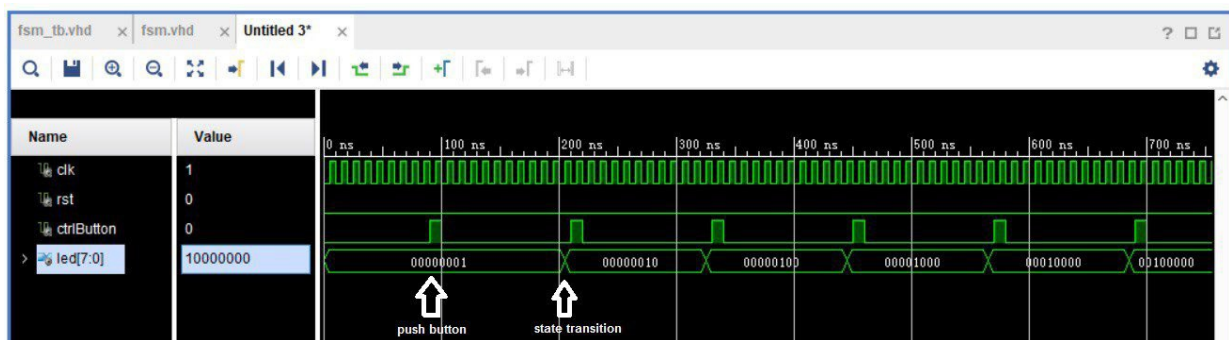 fsm_tb.vhd × fsm.vhd × Untitled 3* × ?
Name Value
0 ns 100 ns 200 ns 300 ns 400 ns 500 ns 600 ns 700 ns
clk 1
rst 0
ctrlButton 0
led[7:0] 10000000 00000001 00000010 00000100 00001000 00010000 00100000
push button state transition